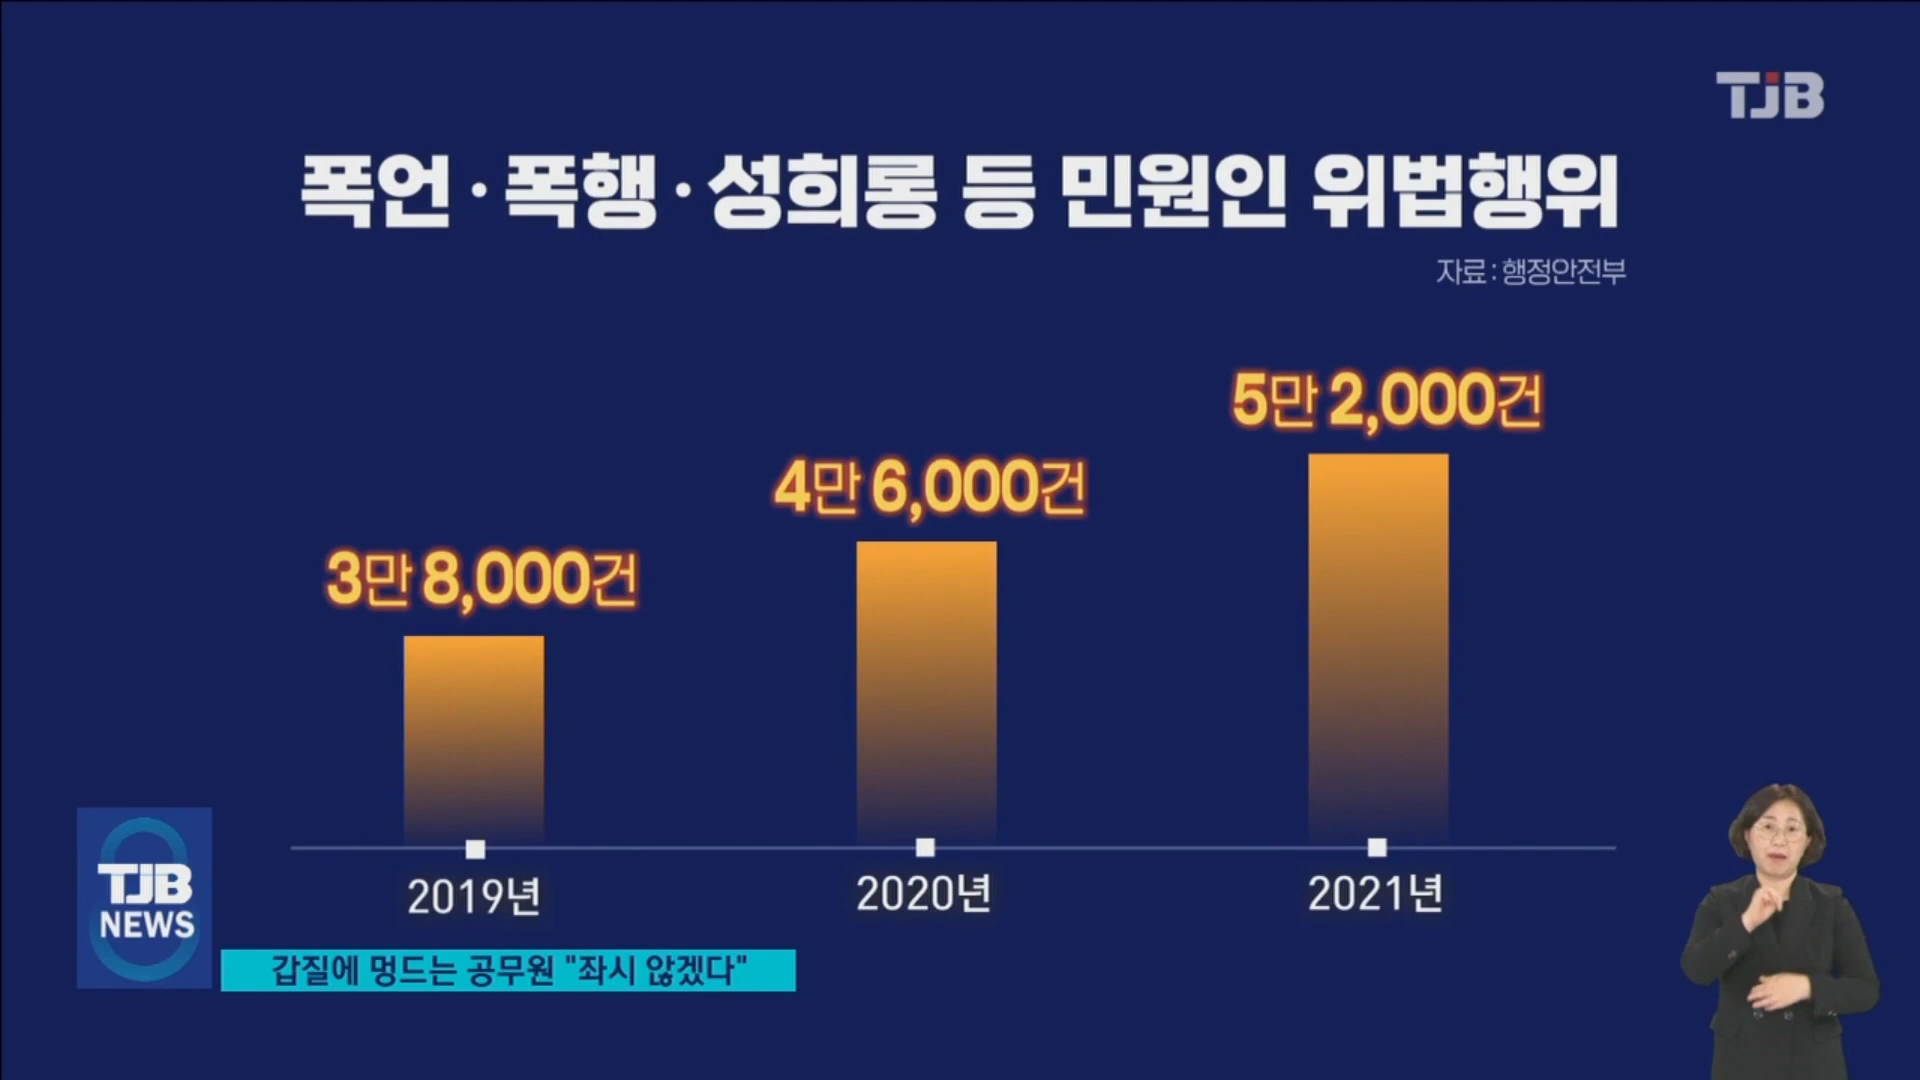 TJB
폭언·폭행·성희롱 등 민원인 위법행위
자료 : 행정안전부
3만 8,000건
4만 6,000건
5만 2,000건
2019년
2020년
2021년
TJB
NEWS
갑질에 멍드는 공무원 "좌시 않겠다"